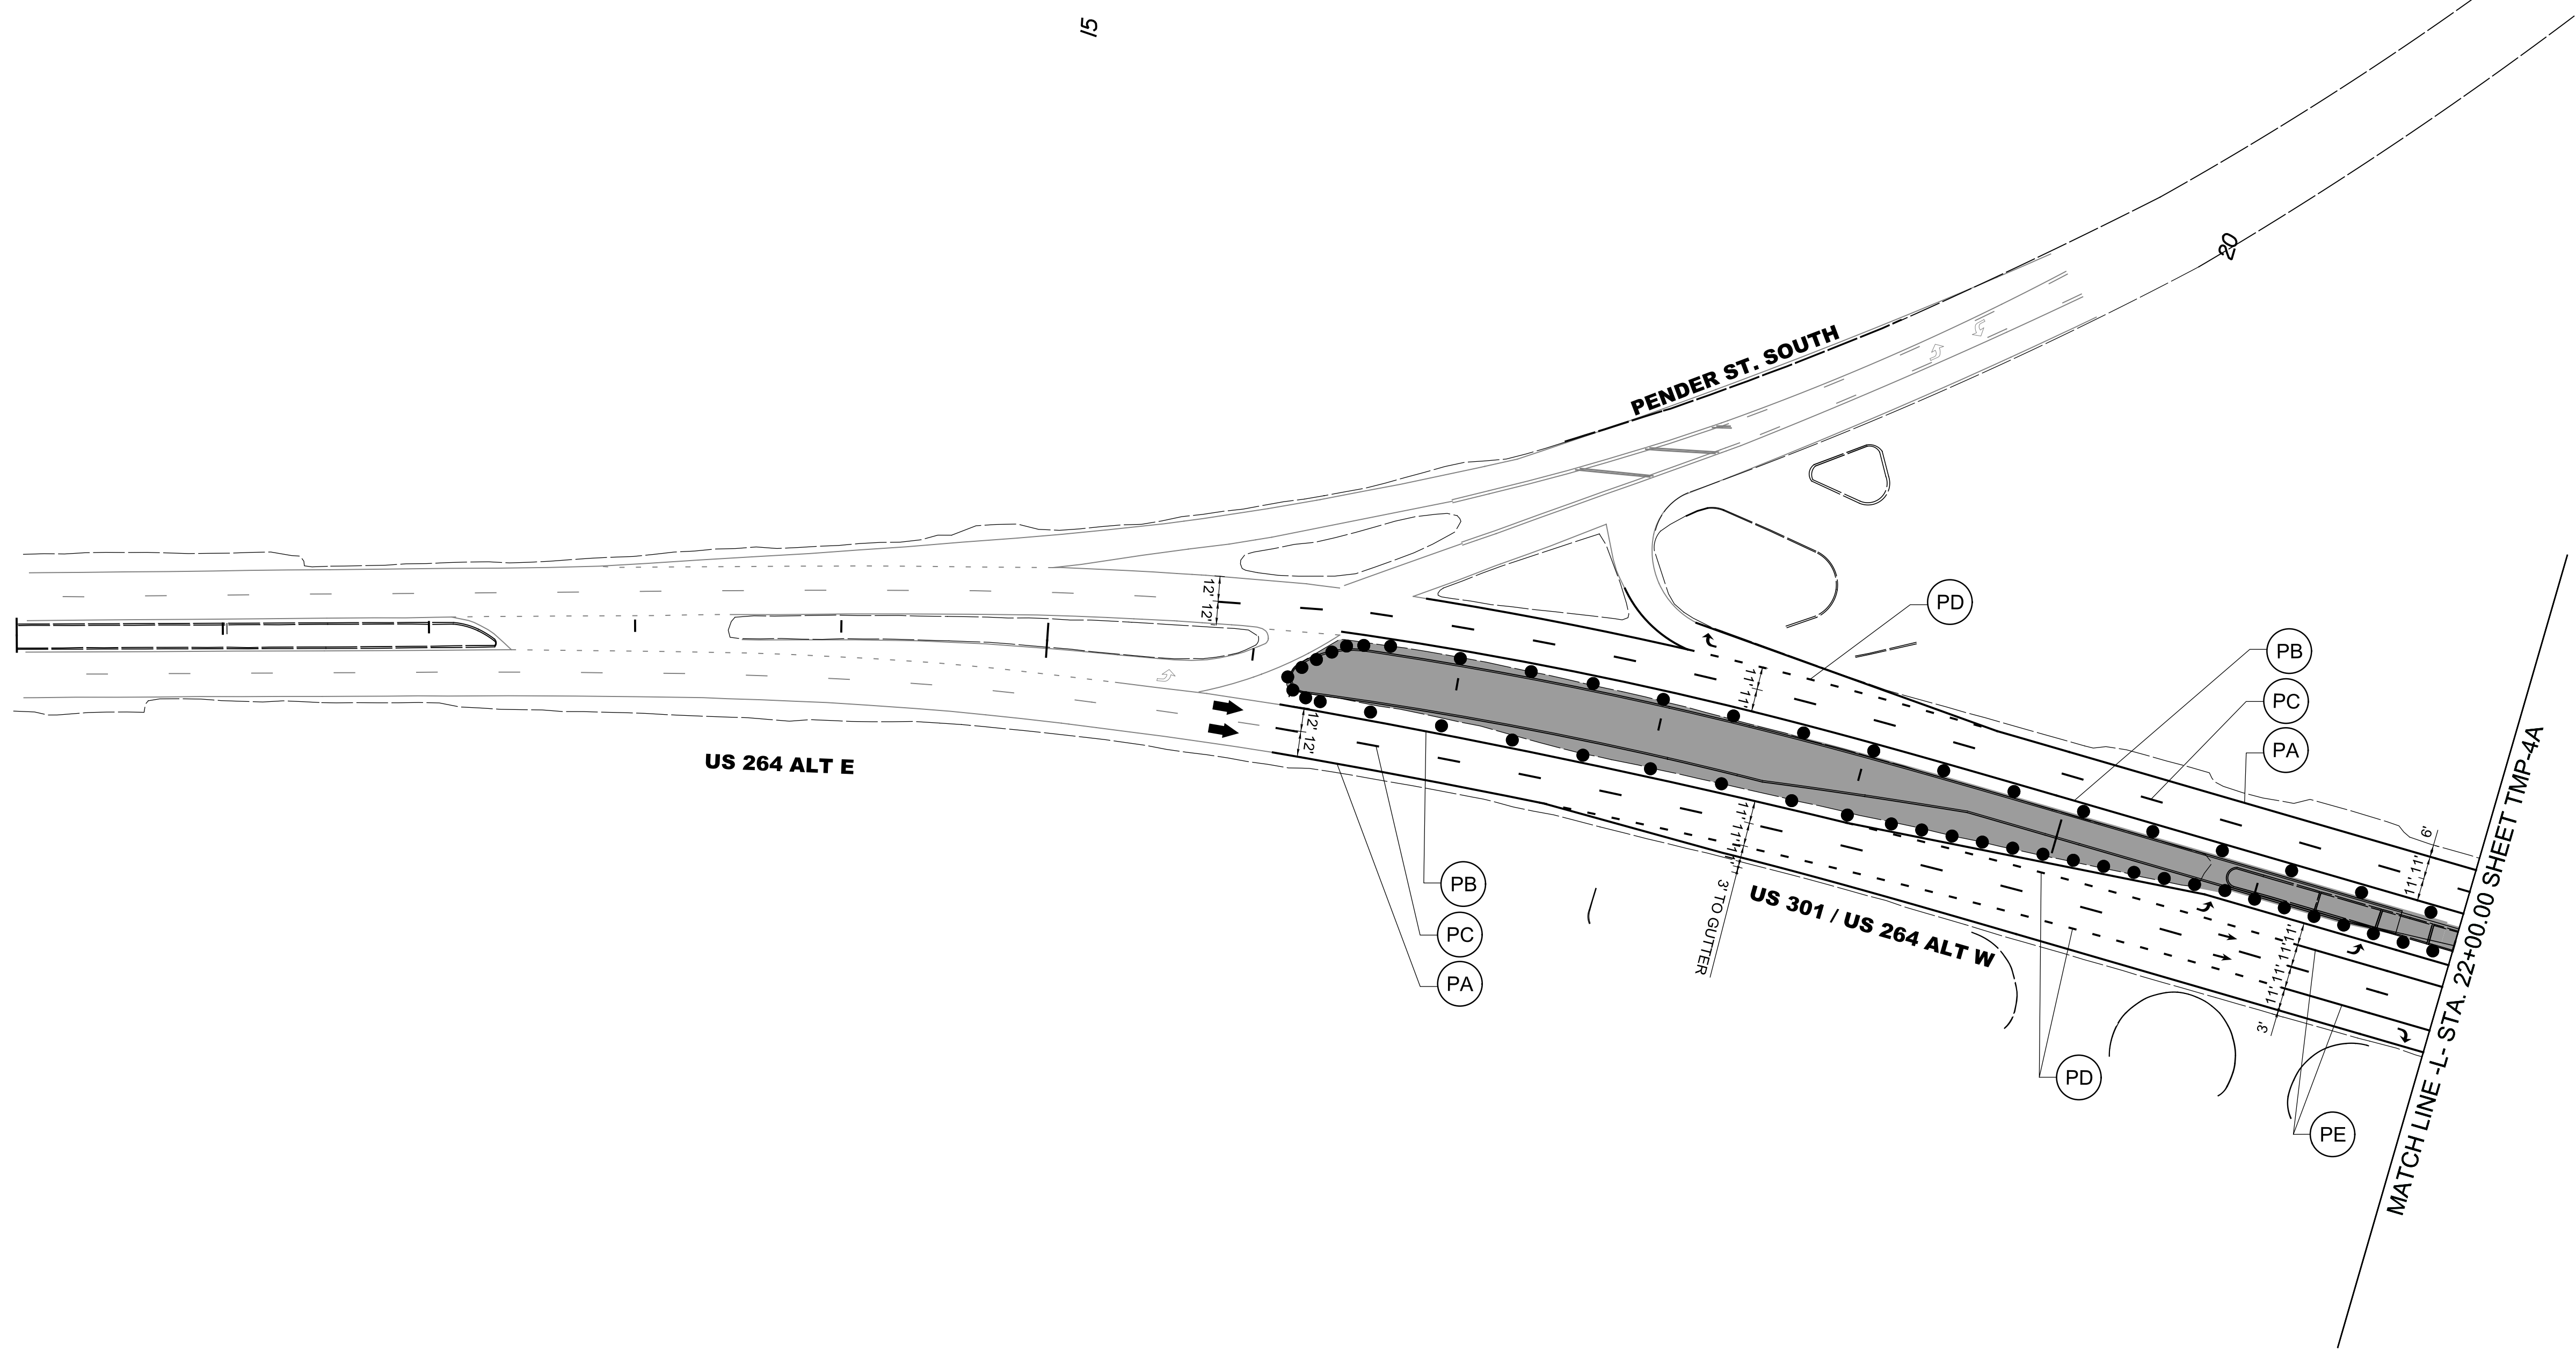 15
20
PENDER ST. SOUTH
12' 12'
PD
PB
PC
PA
11' 11'
US 264 ALT E
12' 12'
11' 11' 11'
3' TO GUTTER
US 301 / US 264 ALT W
6'
11' 11'
PB
PC
PA
11' 11' 11' 11'
3'
PD
PE
MATCH LINE -L- STA. 22+00.00 SHEET TMP-4A